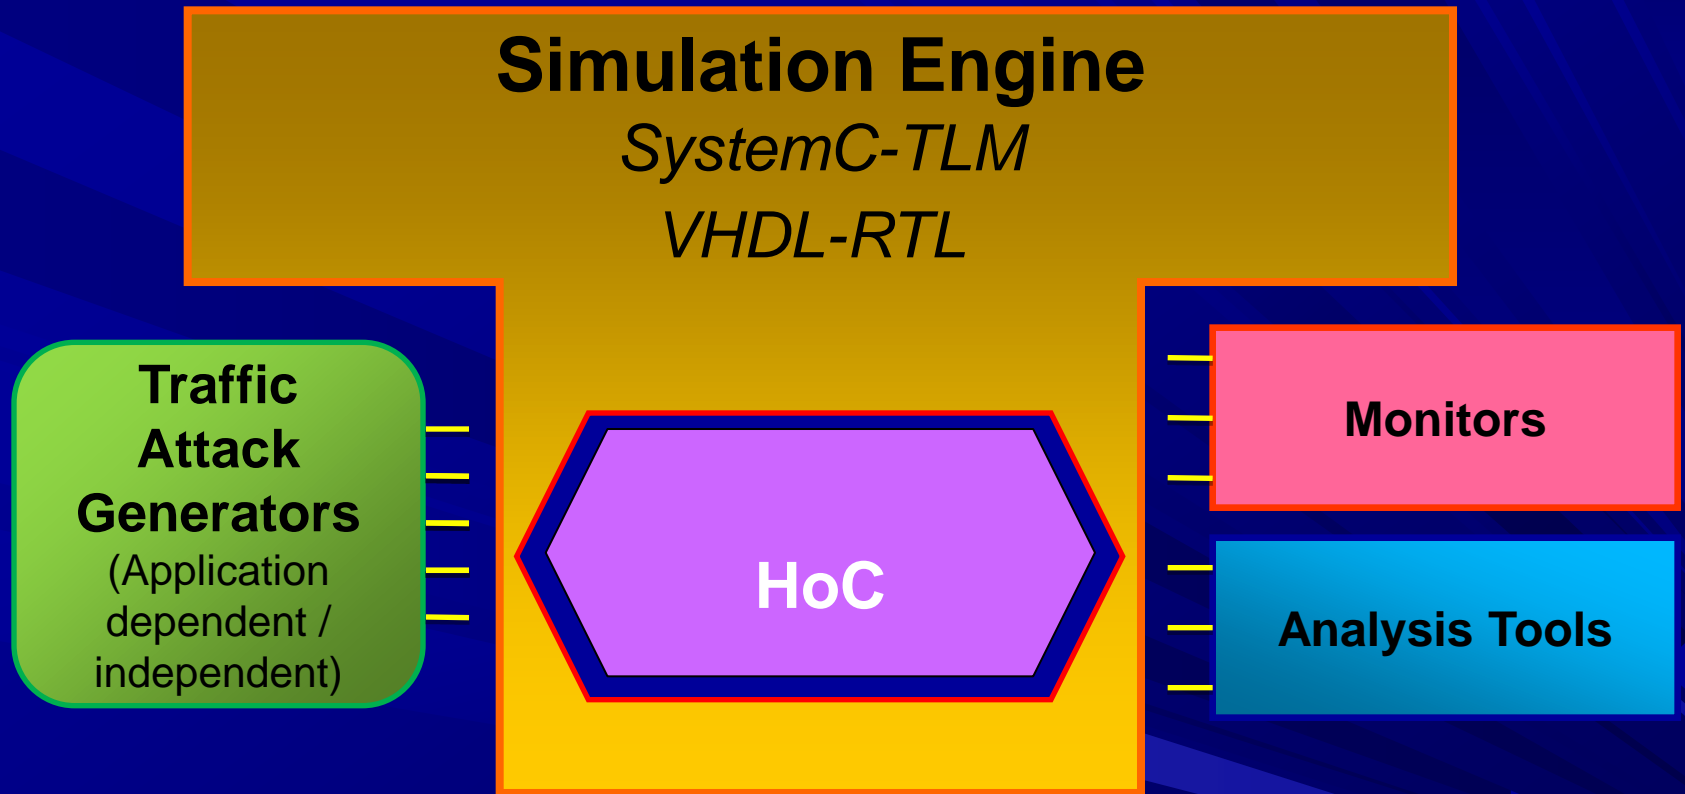 Simulation Engine
SystemC-TLM
VHDL-RTL
Traffic
Attack
Generators
(Application
dependent /
independent)
HoC
Monitors
Analysis Tools